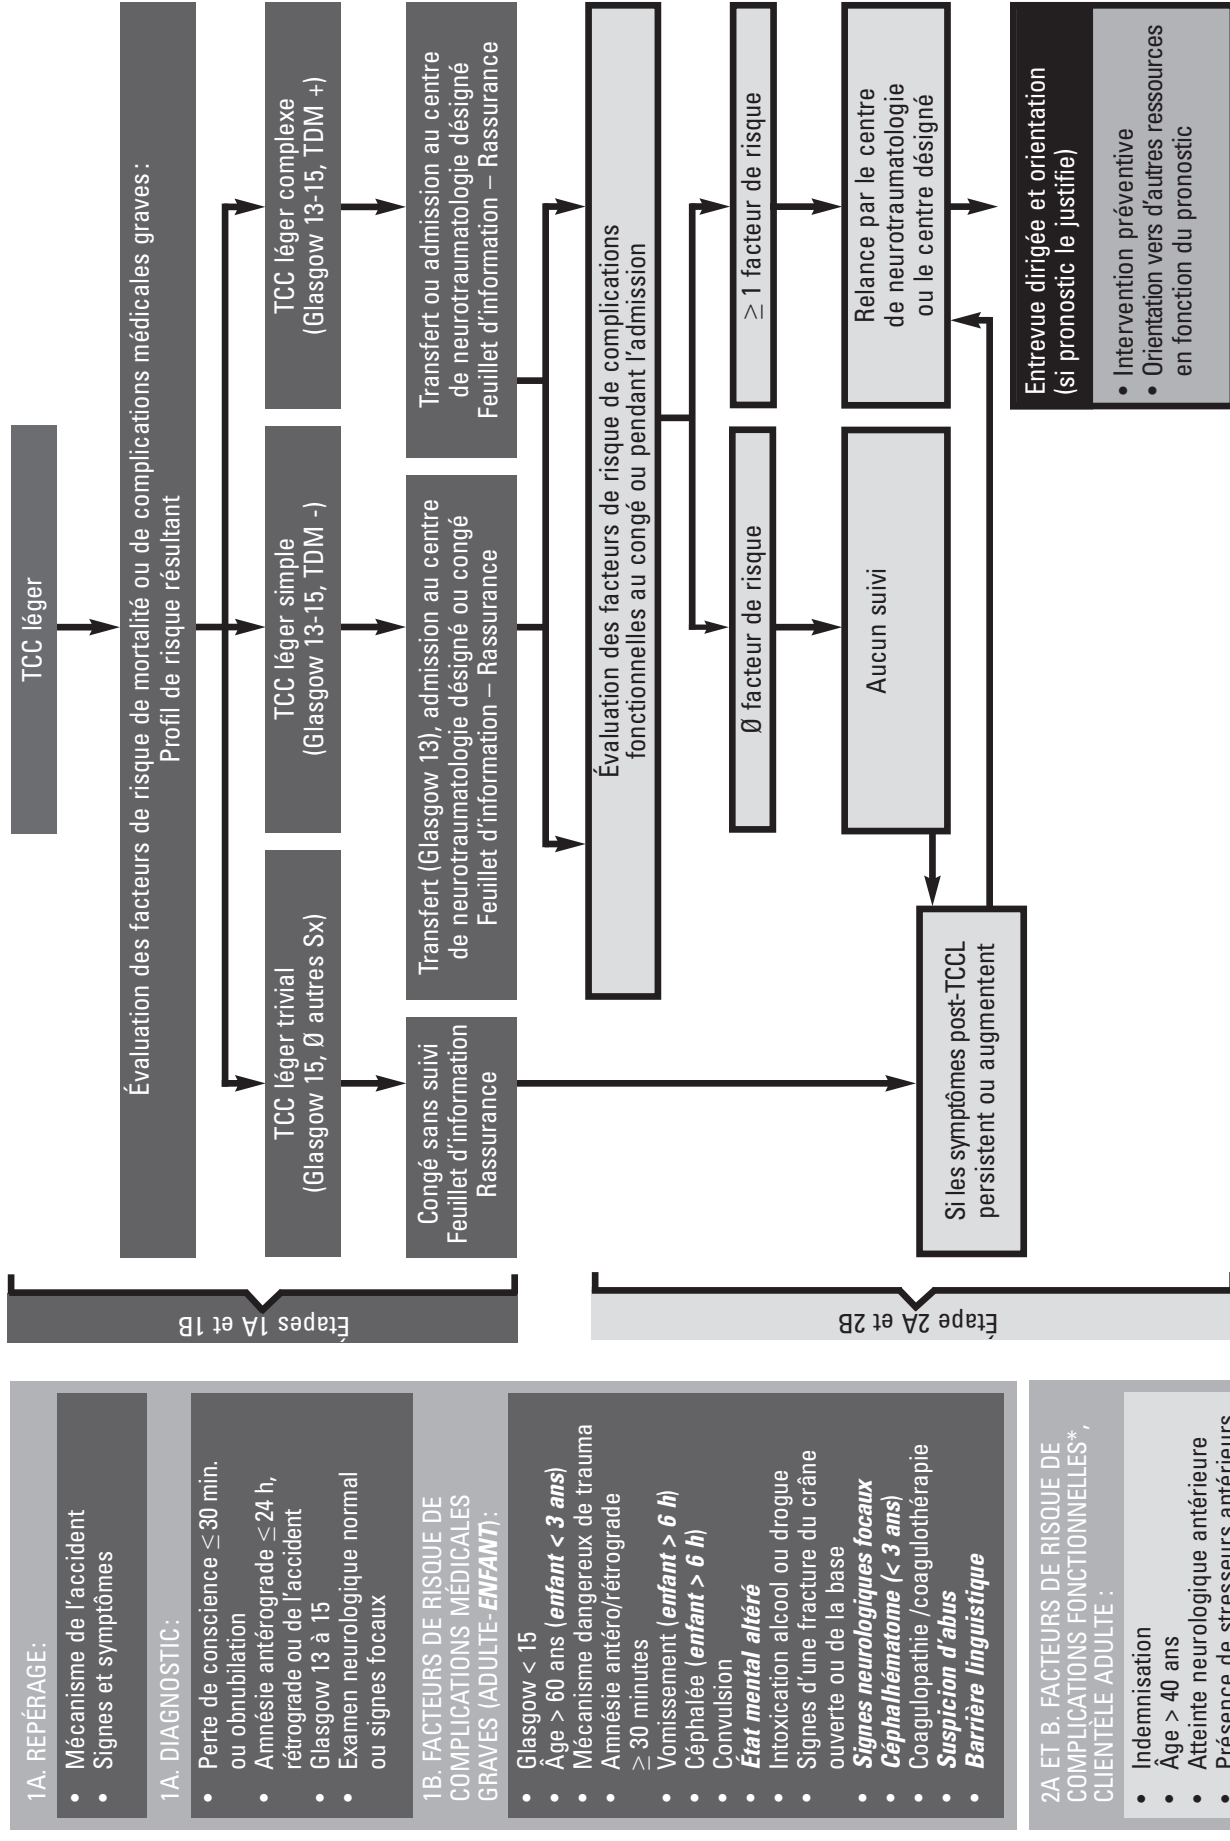 TCC léger
Évaluation des facteurs de risque de mortalité ou de complications médicales graves :
Profil de risque résultant
TCC léger trivial
(Glasgow 15, Ø autres Sx)
TCC léger simple
(Glasgow 13-15, TDM -)
TCC léger complexe
(Glasgow 13-15, TDM +)
Congé sans suivi
Feuillet d'information
Rassurance
Transfert (Glasgow 13), admission au centre
de neurotraumatologie désigné ou congé
Feuillet d'information – Rassurance
Transfert ou admission au centre
de neurotraumatologie désigné
Feuillet d'information – Rassurance
Évaluation des facteurs de risque de complications
fonctionnelles au congé ou pendant l'admission
Ø facteur de risque
≥ 1 facteur de risque
Aucun suivi
Relance par le centre
de neurotraumatologie
ou le centre désigné
Si les symptômes post-TCCL
persistent ou augmentent
Entrevue dirigée et orientation
(si pronostic le justifie)
• Intervention préventive
• Orientation vers d'autres ressources
en fonction du pronostic
Étapes 1A et 1B
Étape 2A et 2B
1A. REPÉRAGE:
• Mécanisme de l'accident
• Signes et symptômes
1A. DIAGNOSTIC:
• Perte de conscience ≤ 30 min.
ou obnubilation
• Amnésie antérograde ≤ 24 h,
rétrograde ou de l'accident
• Glasgow 13 à 15
• Examen neurologique normal
ou signes focaux
1B. FACTEURS DE RISQUE DE
COMPLICATIONS MÉDICALES
GRAVES (ADULTE-ENFANT) :
• Glasgow < 15
• Âge > 60 ans (enfant < 3 ans)
• Mécanisme dangereux de trauma
• Amnésie antéro/rétrograde
≥ 30 minutes
• Vomissement (enfant > 6 h)
• Céphalée (enfant > 6 h)
• Convulsion
• État mental altéré
• Intoxication alcool ou drogue
• Signes d'une fracture du crâne
ouverte ou de la base
• Signes neurologiques focaux
• Céphalhématome (< 3 ans)
• Coagulopathie /coagulothérapie
• Suspicion d'abus
• Barrière linguistique
2A ET B. FACTEURS DE RISQUE DE
COMPLICATIONS FONCTIONNELLES*,
CLIENTÈLE ADULTE :
• Indemnisation
• Âge > 40 ans
• Atteinte neurologique antérieure
• Présence de stresseurs antérieurs